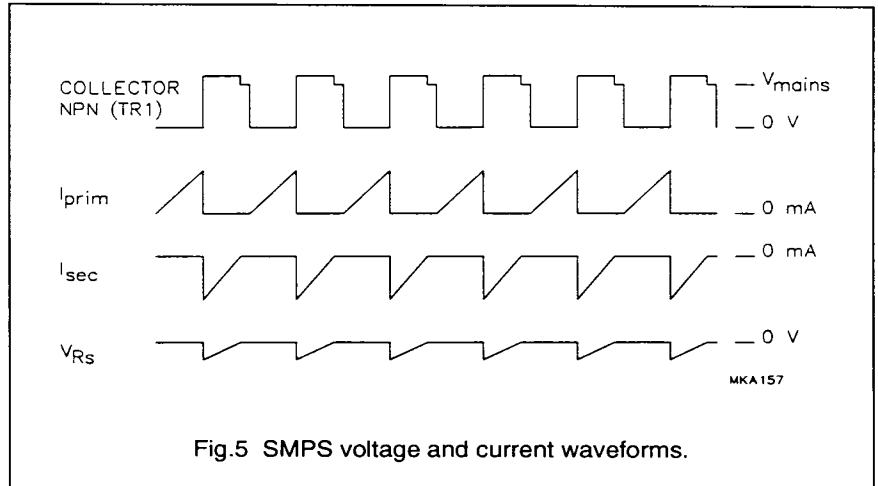 COLLECTOR
NPN (TR1)
Vmains
0 V
Iprim
0 mA
Isec
0 mA
VRs
0 V
MKA157
Fig.5 SMPS voltage and current waveforms.